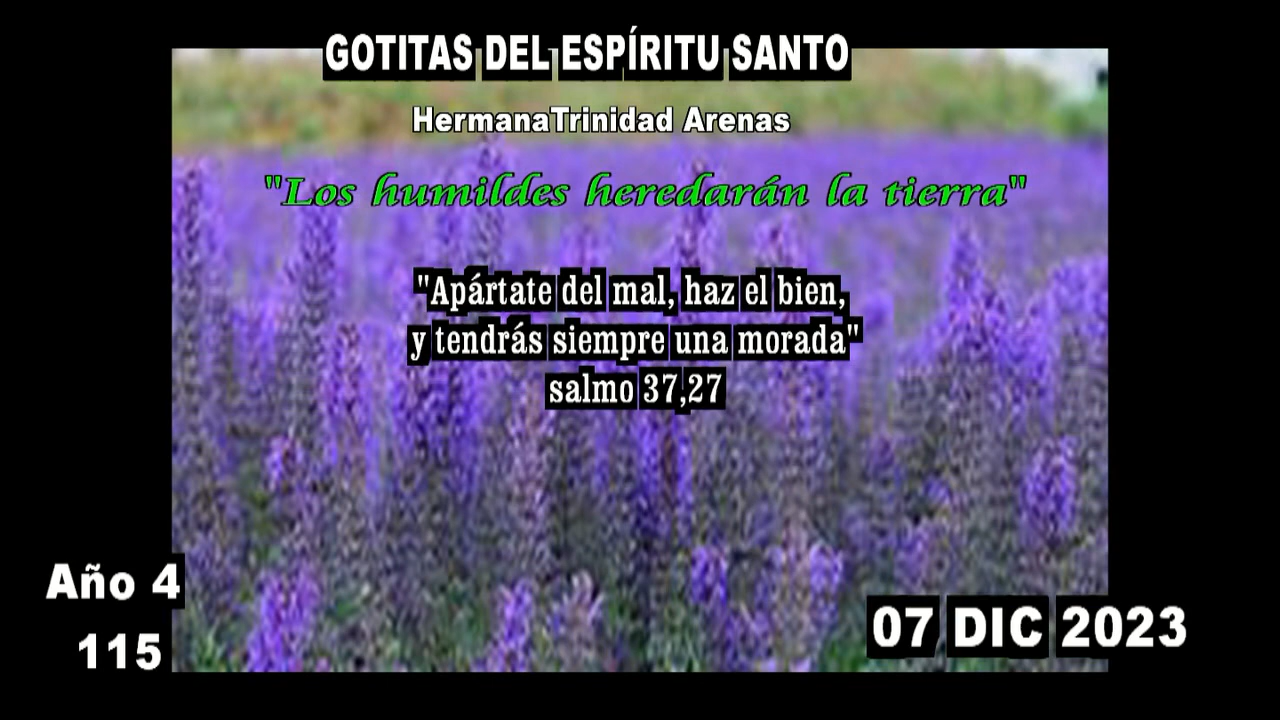 GOTITAS DEL ESPÍRITU SANTO
HermanaTrinidad Arenas
"Los humildes heredarán la tierra"
"Apártate del mal, haz el bien,
y tendrás siempre una morada"
salmo 37,27
Año 4
115
07 DIC 2023